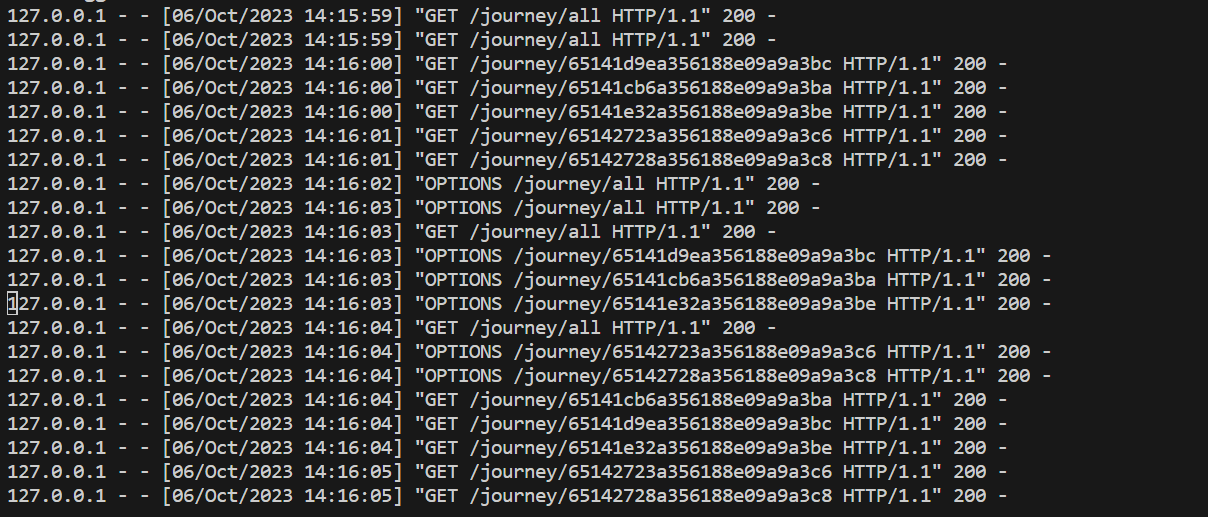 127.0.0.1 - - [06/Oct/2023 14:15:59] "GET /journey/all HTTP/1.1" 200 -
127.0.0.1 - - [06/Oct/2023 14:15:59] "GET /journey/all HTTP/1.1" 200 -
127.0.0.1 - - [06/Oct/2023 14:16:00] "GET /journey/65141d9ea356188e09a9a3bc HTTP/1.1" 200 -
127.0.0.1 - - [06/Oct/2023 14:16:00] "GET /journey/65141cb6a356188e09a9a3ba HTTP/1.1" 200 -
127.0.0.1 - - [06/Oct/2023 14:16:00] "GET /journey/65141e32a356188e09a9a3be HTTP/1.1" 200 -
127.0.0.1 - - [06/Oct/2023 14:16:01] "GET /journey/65142723a356188e09a9a3c6 HTTP/1.1" 200 -
127.0.0.1 - - [06/Oct/2023 14:16:01] "GET /journey/65142728a356188e09a9a3c8 HTTP/1.1" 200 -
127.0.0.1 - - [06/Oct/2023 14:16:02] "OPTIONS /journey/all HTTP/1.1" 200 -
127.0.0.1 - - [06/Oct/2023 14:16:03] "OPTIONS /journey/all HTTP/1.1" 200 -
127.0.0.1 - - [06/Oct/2023 14:16:03] "GET /journey/all HTTP/1.1" 200 -
127.0.0.1 - - [06/Oct/2023 14:16:03] "OPTIONS /journey/65141d9ea356188e09a9a3bc HTTP/1.1" 200 -
127.0.0.1 - - [06/Oct/2023 14:16:03] "OPTIONS /journey/65141cb6a356188e09a9a3ba HTTP/1.1" 200 -
127.0.0.1 - - [06/Oct/2023 14:16:03] "OPTIONS /journey/65141e32a356188e09a9a3be HTTP/1.1" 200 -
127.0.0.1 - - [06/Oct/2023 14:16:04] "GET /journey/all HTTP/1.1" 200 -
127.0.0.1 - - [06/Oct/2023 14:16:04] "OPTIONS /journey/65142723a356188e09a9a3c6 HTTP/1.1" 200 -
127.0.0.1 - - [06/Oct/2023 14:16:04] "OPTIONS /journey/65142728a356188e09a9a3c8 HTTP/1.1" 200 -
127.0.0.1 - - [06/Oct/2023 14:16:04] "GET /journey/65141cb6a356188e09a9a3ba HTTP/1.1" 200 -
127.0.0.1 - - [06/Oct/2023 14:16:04] "GET /journey/65141d9ea356188e09a9a3bc HTTP/1.1" 200 -
127.0.0.1 - - [06/Oct/2023 14:16:04] "GET /journey/65141e32a356188e09a9a3be HTTP/1.1" 200 -
127.0.0.1 - - [06/Oct/2023 14:16:05] "GET /journey/65142723a356188e09a9a3c6 HTTP/1.1" 200 -
127.0.0.1 - - [06/Oct/2023 14:16:05] "GET /journey/65142728a356188e09a9a3c8 HTTP/1.1" 200 -